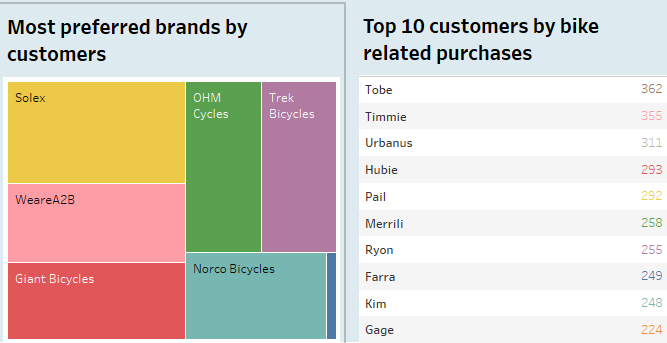 Most preferred brands by
customers
Solex
OHM
Cycles
Trek
Bicycles
WeareA2B
Giant Bicycles
Norco Bicycles
Top 10 customers by bike
related purchases
Tobe 362
Timmie 355
Urbanus 311
Hubie 293
Pail 292
Merrili 258
Ryon 255
Farra 249
Kim 248
Gage 224